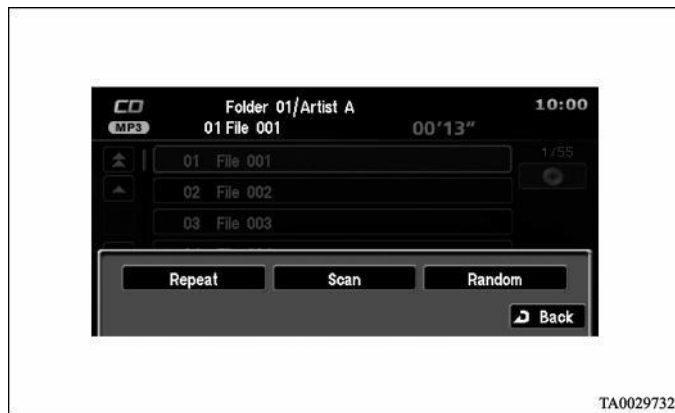 CD Folder 01/Artist A 10:00
MP3 01 File 001 00'13"
01 File 001 1/55
02 File 002
03 File 003
Repeat Scan Random
Back
TA0029732